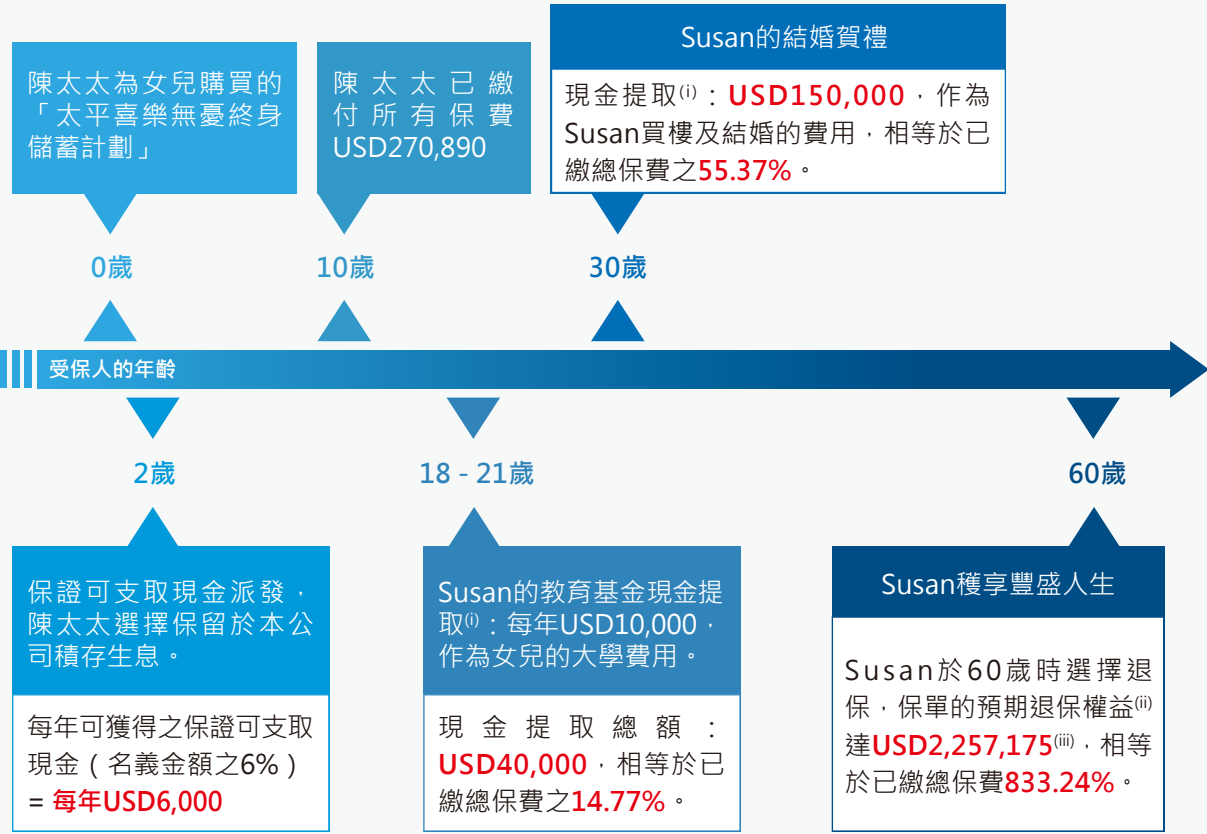 陳太太為女兒購買的
「太平喜樂無憂終身
儲蓄計劃」
0歲
陳太太已繳
付所有保費
USD270,890
10歲
Susan的結婚賀禮
現金提取(i)：USD150,000，作為
Susan買樓及結婚的費用，相等於已
繳總保費之55.37%。
30歲
受保人的年齡
2歲
保證可支取現金派發，
陳太太選擇保留於本公
司積存生息。
每年可獲得之保證可支取
現金（名義金額之6%）
= 每年USD6,000
18 - 21歲
Susan的教育基金現金提
取(i)：每年USD10,000，
作為女兒的大學費用。
現金提取總額：
USD40,000，相等於已
繳總保費之14.77%。
60歲
Susan穫享豐盛人生
Susan於60歲時選擇退
保，保單的預期退保權益(ii)
達USD2,257,175(iii)，相等
於已繳總保費833.24%。